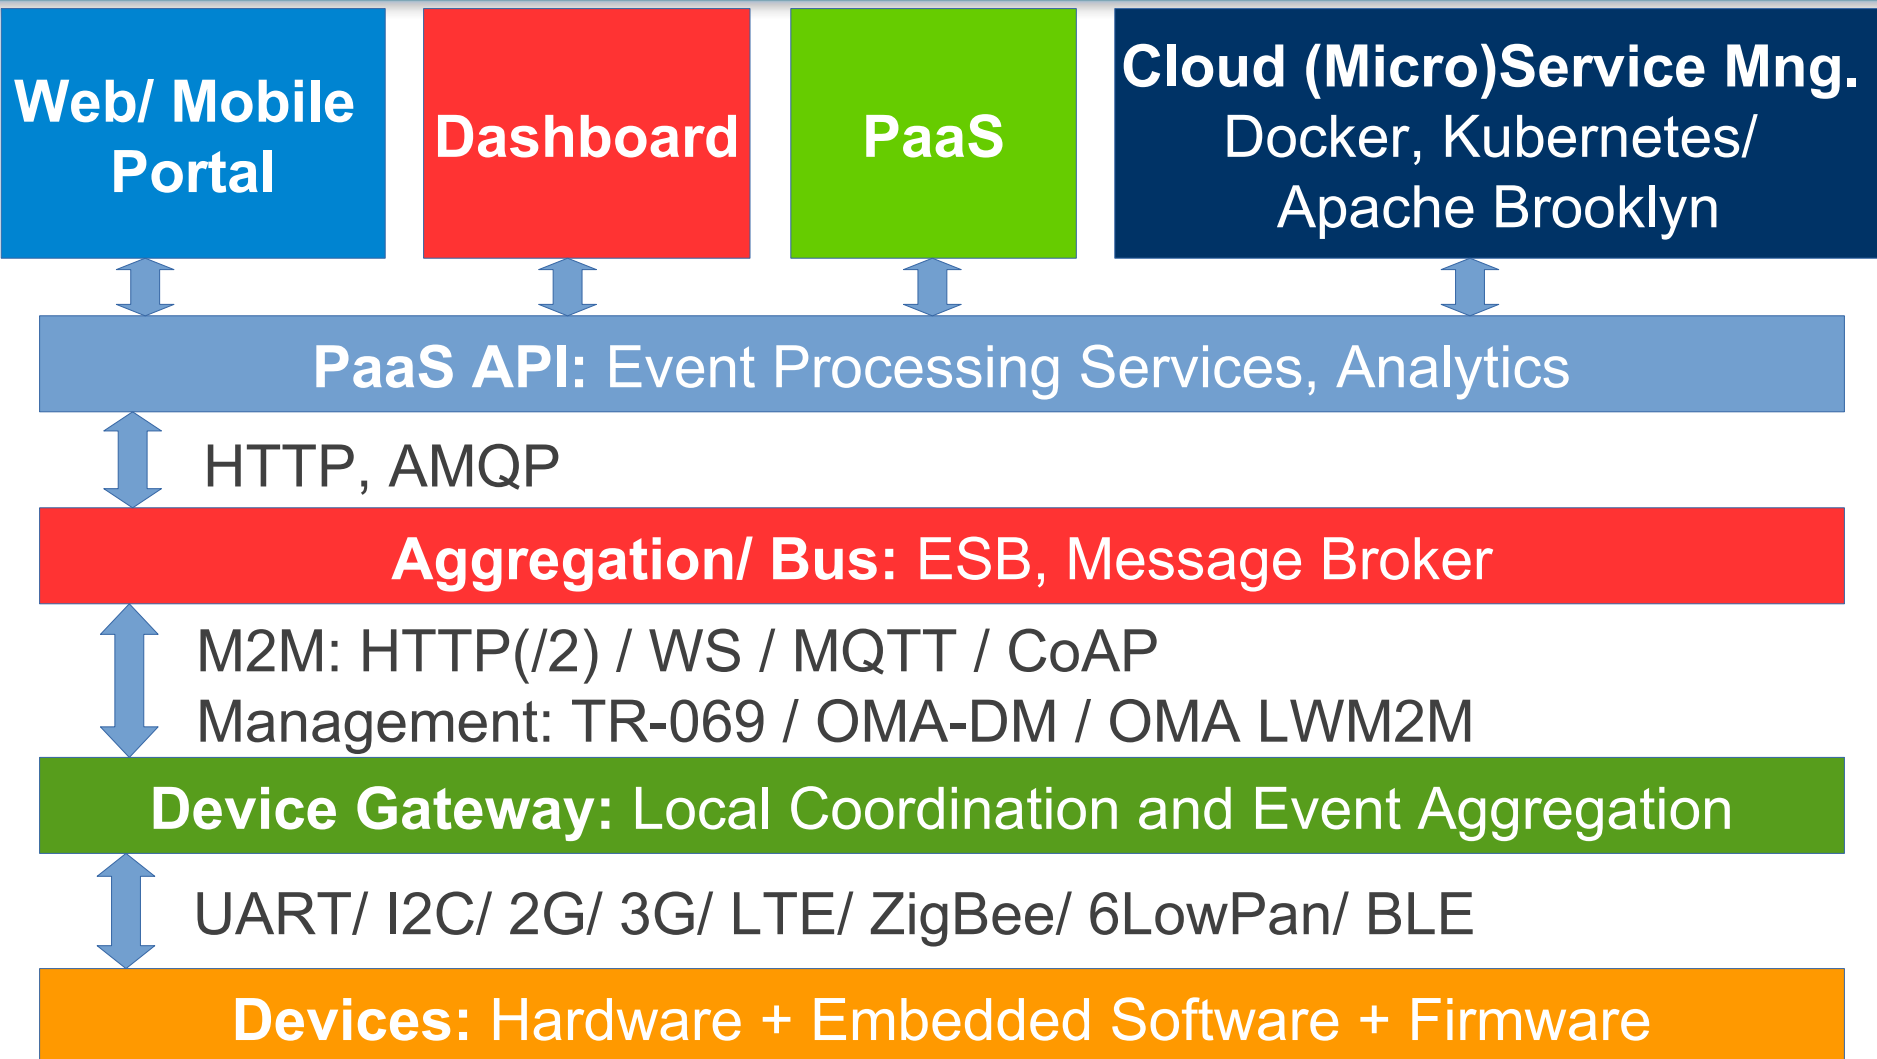 Web/ Mobile
Portal
Dashboard
PaaS
Cloud (Micro)Service Mng.
Docker, Kubernetes/
Apache Brooklyn
PaaS API: Event Processing Services, Analytics
HTTP, AMQP
Aggregation/ Bus: ESB, Message Broker
M2M: HTTP(/2) / WS / MQTT / CoAP
Management: TR-069 / OMA-DM / OMA LWM2M
Device Gateway: Local Coordination and Event Aggregation
UART/ I2C/ 2G/ 3G/ LTE/ ZigBee/ 6LowPan/ BLE
Devices: Hardware + Embedded Software + Firmware